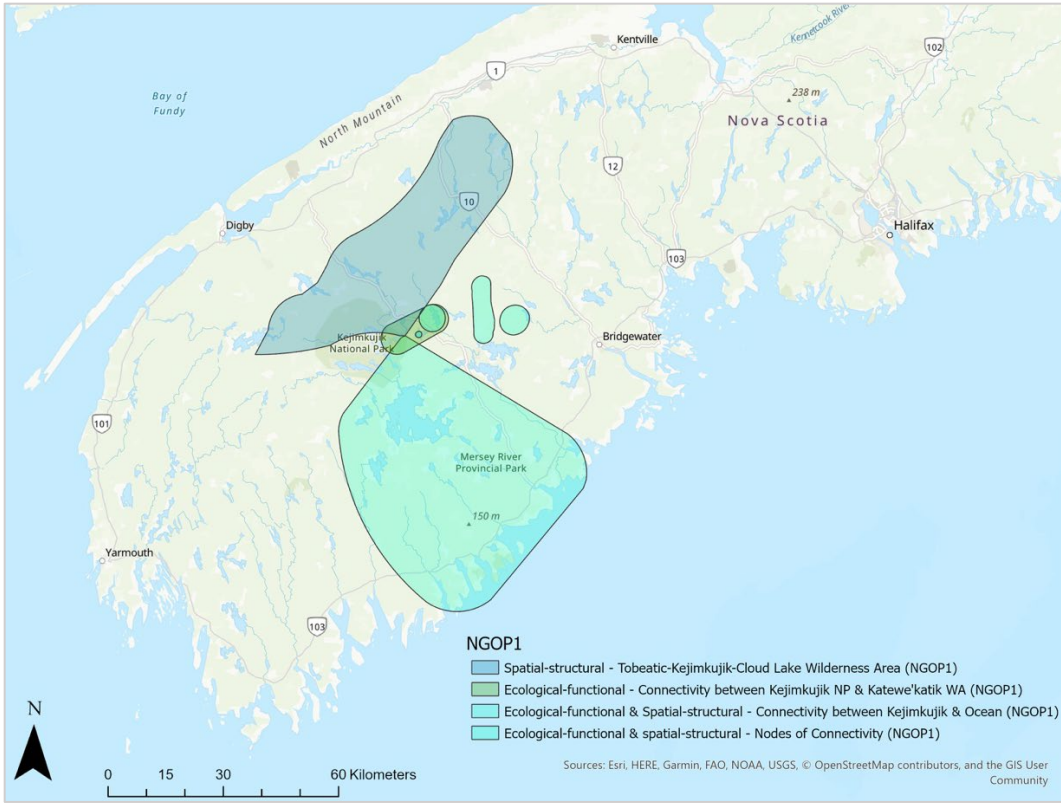 Kennetcook River
Kentville
102
1
238 m
Bay of
Fundy
North Mountain
Nova Scotia
12
10
Digby
Halifax
103
Kejimkujik
National Park
Bridgewater
101
Mersey River
Provincial Park
150 m
Yarmouth
103
NGOP1
Spatial-structural - Tobeatic-Kejimkujik-Cloud Lake Wilderness Area (NGOP1)
Ecological-functional - Connectivity between Kejimkujik NP & Katewe'katik WA (NGOP1)
Ecological-functional & Spatial-structural - Connectivity between Kejimkujik & Ocean (NGOP1)
Ecological-functional & spatial-structural - Nodes of Connectivity (NGOP1)
N
0 15 30 60 Kilometers
Sources: Esri, HERE, Garmin, FAO, NOAA, USGS, © OpenStreetMap contributors, and the GIS User
Community